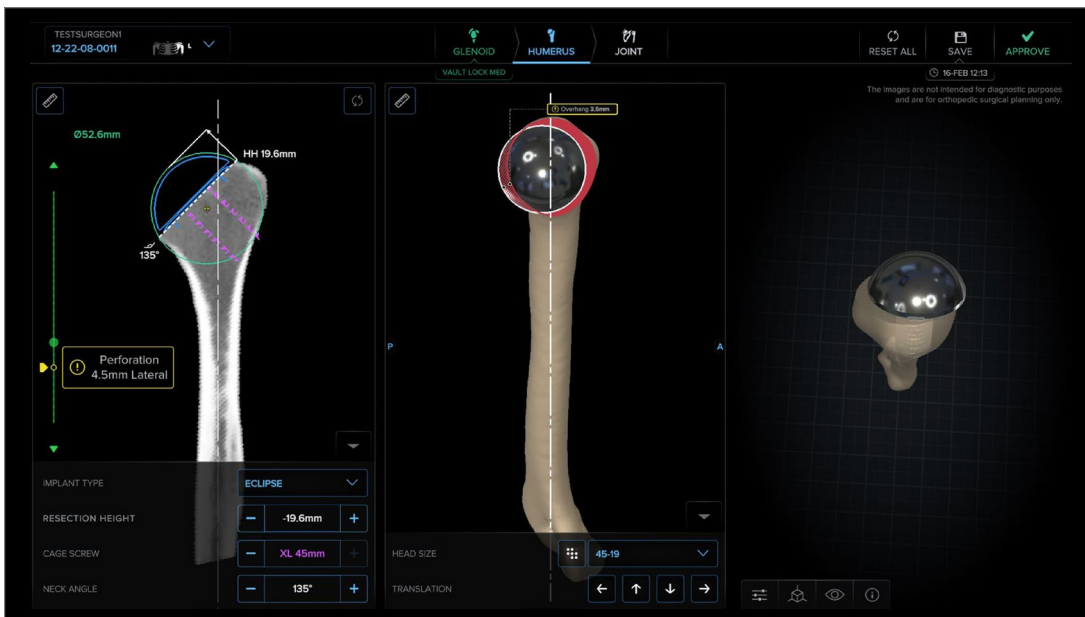 TESTSURGEON1
12-22-08-0011
L
GLENOID
HUMERUS
JOINT
VAULT LOCK MED
RESET ALL
SAVE
APPROVE
16-FEB 12:13
The images are not intended for diagnostic purposes
and are for orthopedic surgical planning only.
Ø52.6mm
HH 19.6mm
135°
Perforation
4.5mm Lateral
IMPLANT TYPE
ECLIPSE
RESECTION HEIGHT
− -19.6mm +
CAGE SCREW
− XL 45mm +
NECK ANGLE
− 135° +
Overhang 3.5mm
P
A
HEAD SIZE
45-19
TRANSLATION